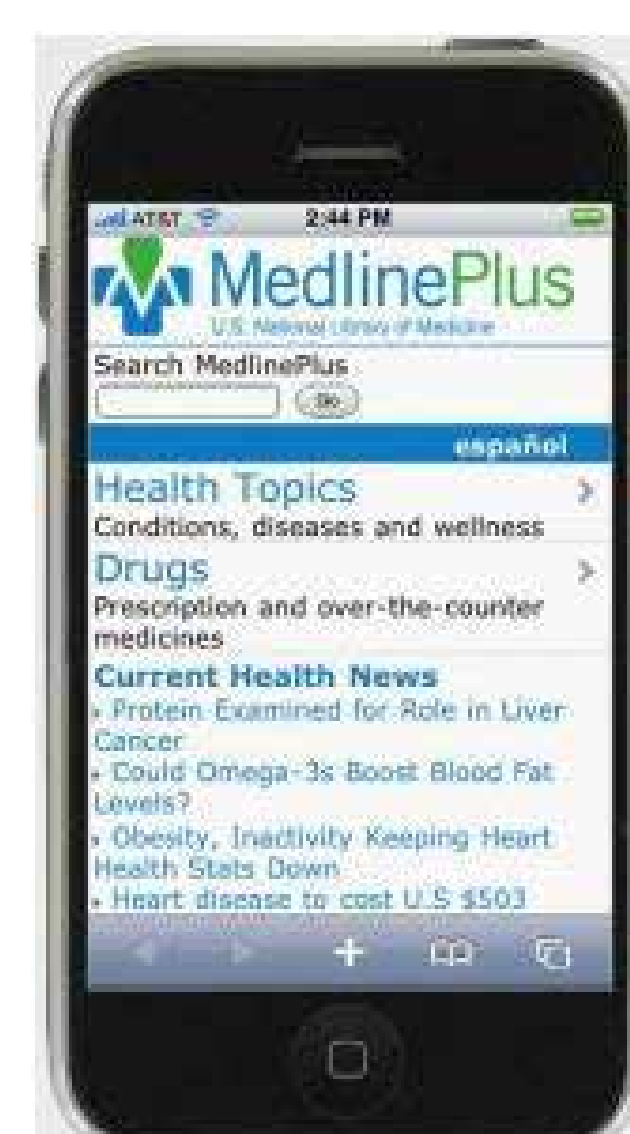 AT&T 2:44 PM
MedlinePlus
U.S. National Library of Medicine
Search MedlinePlus
Go
español
Health Topics
Conditions, diseases and wellness
Drugs
Prescription and over-the-counter
medicines
Current Health News
• Protein Examined for Role in Liver
Cancer
• Could Omega-3s Boost Blood Fat
Levels?
• Obesity, Inactivity Keeping Heart
Health Stats Down
• Heart disease to cost U.S $503